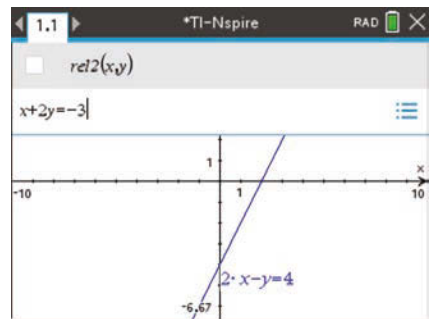 1.1 *TI-Nspire RAD
rel2(x,y)
x+2y=-3
1
x
-10 1 10
2·x-y=4
-6.67